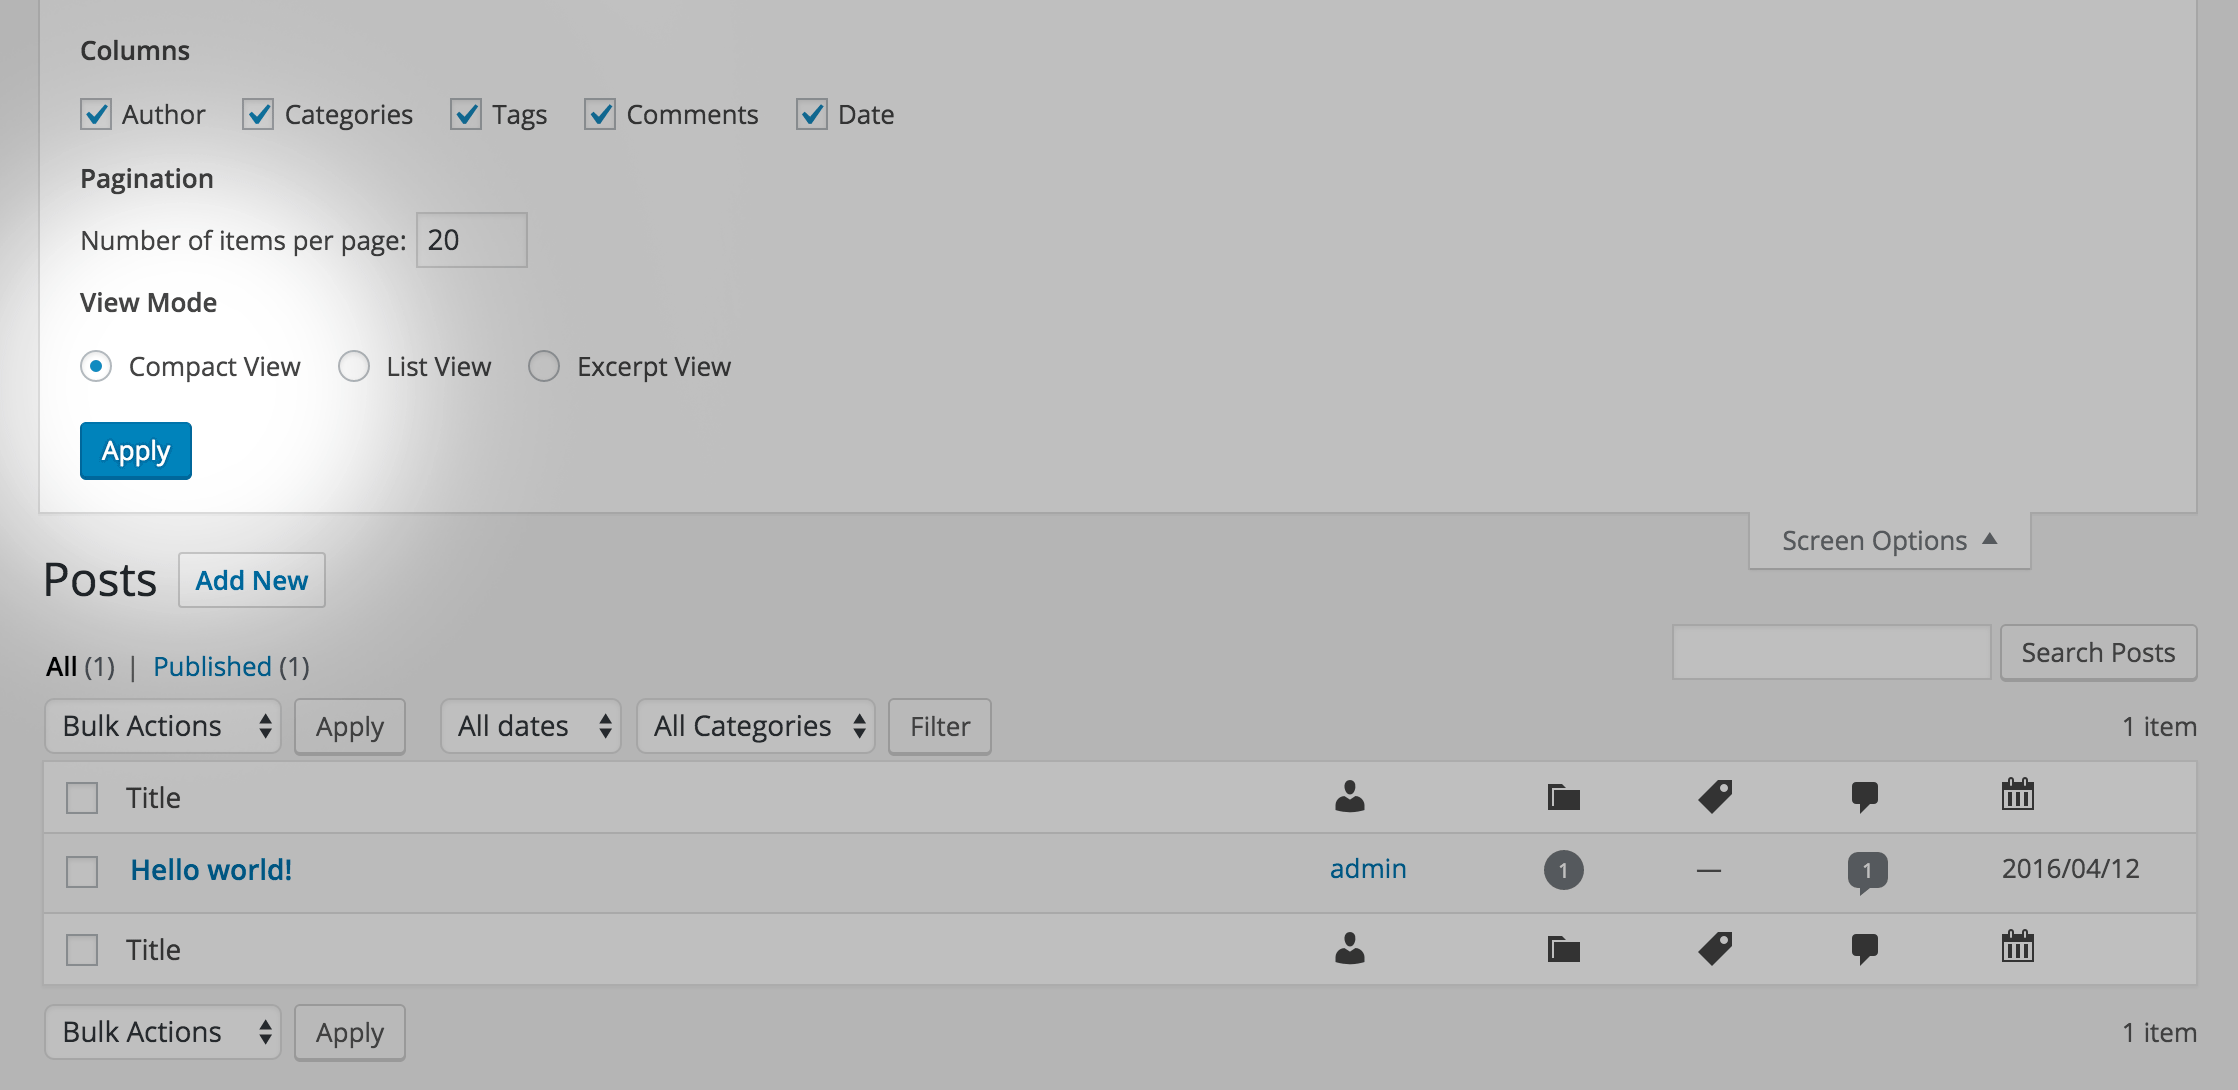 Columns
Author Categories Tags Comments Date
Pagination
Number of items per page: 20
View Mode
Compact View List View Excerpt View
Apply
Screen Options
Posts Add New
All (1) | Published (1)
Search Posts
Bulk Actions Apply All dates All Categories Filter 1 item
Title
Hello world! admin 1 — 1 2016/04/12
Title
Bulk Actions Apply 1 item